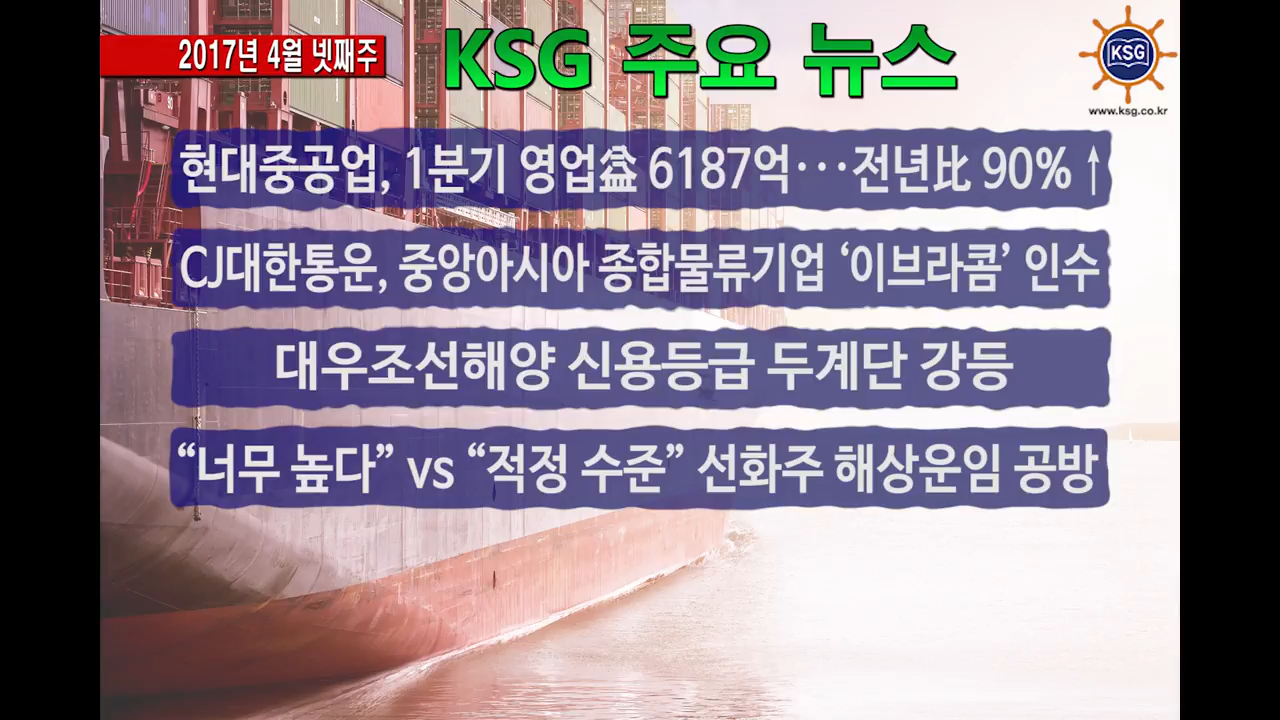 2017년 4월 넷째주
KSG 주요 뉴스
KSG
www.ksg.co.kr
현대중공업, 1분기 영업益 6187억···전년比 90%↑
CJ대한통운, 중앙아시아 종합물류기업 ‘이브라콤’ 인수
대우조선해양 신용등급 두계단 강등
“너무 높다” vs “적정 수준” 선화주 해상운임 공방